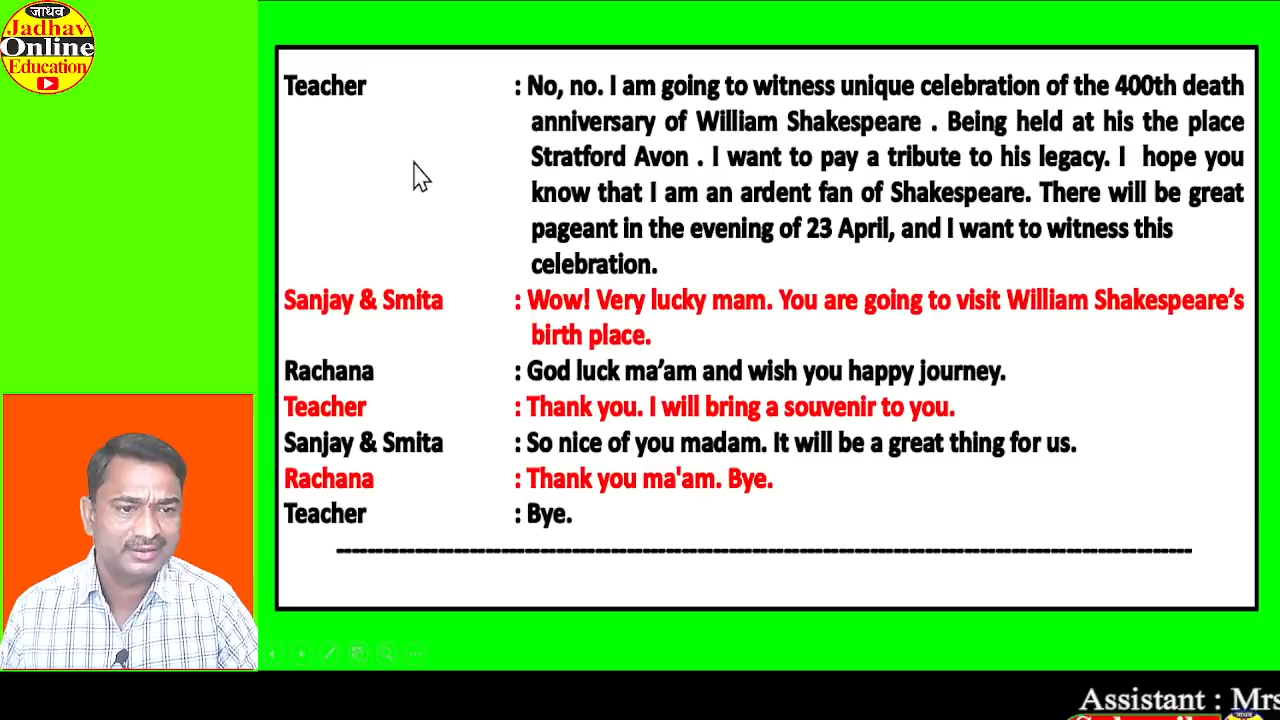 जाधव
Jadhav
Online
Education
Teacher : No, no. I am going to witness unique celebration of the 400th death
anniversary of William Shakespeare . Being held at his the place
Stratford Avon . I want to pay a tribute to his legacy. I hope you
know that I am an ardent fan of Shakespeare. There will be great
pageant in the evening of 23 April, and I want to witness this
celebration.
Sanjay & Smita : Wow! Very lucky mam. You are going to visit William Shakespeare’s
birth place.
Rachana : God luck ma’am and wish you happy journey.
Teacher : Thank you. I will bring a souvenir to you.
Sanjay & Smita : So nice of you madam. It will be a great thing for us.
Rachana : Thank you ma'am. Bye.
Teacher : Bye.
Assistant : Mrs